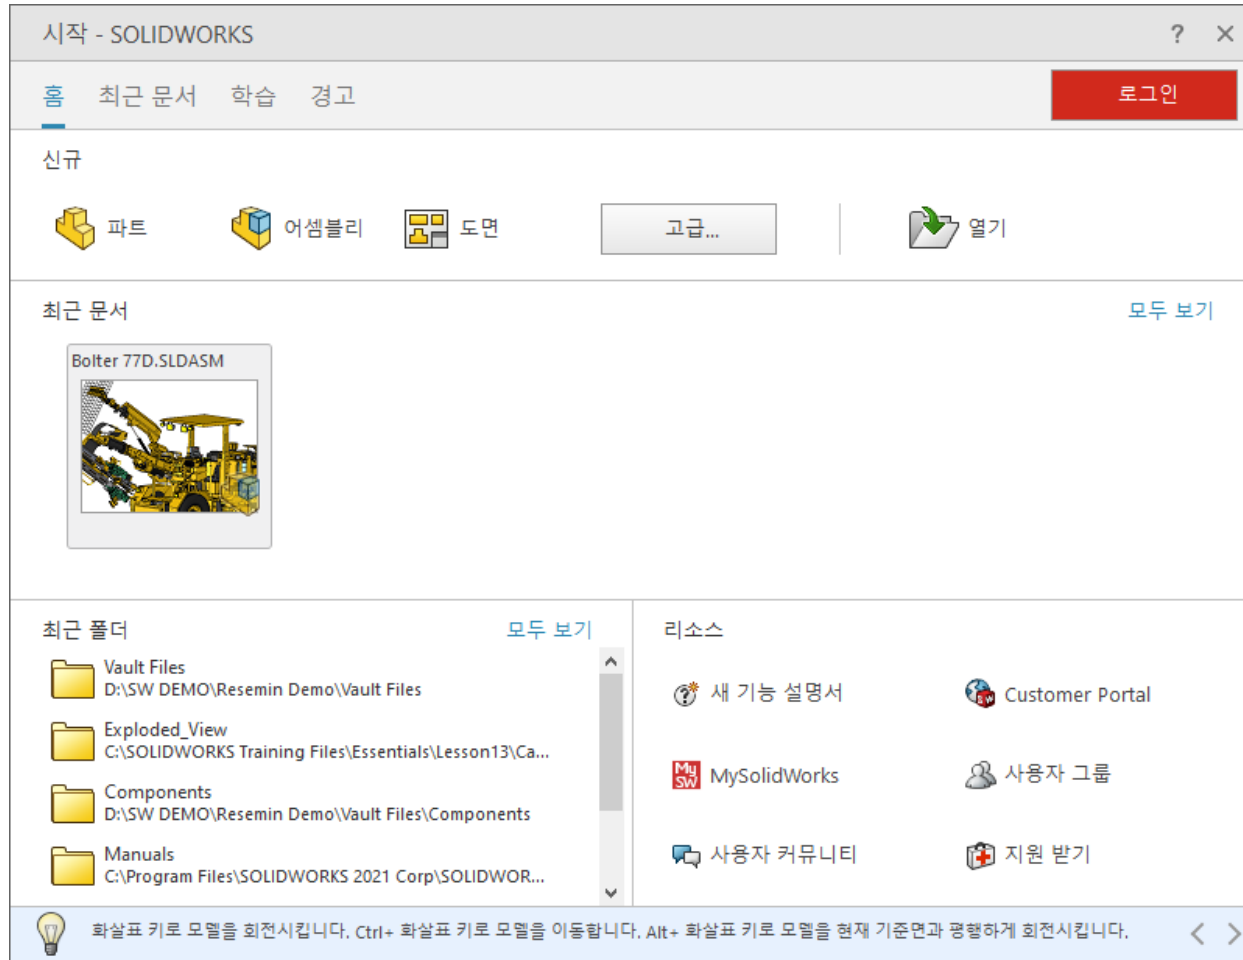 시작 - SOLIDWORKS
?
홈 최근 문서 학습 경고
로그인
신규
파트 어셈블리 도면 고급... 열기
최근 문서 모두 보기
Bolter 77D.SLDASM
최근 폴더 모두 보기
Vault Files
D:\SW DEMO\Resemin Demo\Vault Files
Exploded_View
C:\SOLIDWORKS Training Files\Essentials\Lesson13\Ca...
Components
D:\SW DEMO\Resemin Demo\Vault Files\Components
Manuals
C:\Program Files\SOLIDWORKS 2021 Corp\SOLIDWOR...
리소스
새 기능 설명서 Customer Portal
My SW MySolidWorks 사용자 그룹
사용자 커뮤니티 지원 받기
화살표 키로 모델을 회전시킵니다. Ctrl+ 화살표 키로 모델을 이동합니다. Alt+ 화살표 키로 모델을 현재 기준면과 평행하게 회전시킵니다.